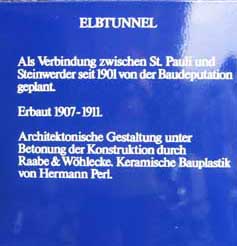 ELBTUNNEL
Als Verbindung zwischen St. Pauli und
Steinwerder seit 1901 von der Baudeputation
geplant.
Erbaut 1907-1911.
Architektonische Gestaltung unter
Betonung der Konstruktion durch
Raabe & Wöhlecke. Keramische Bauplastik
von Hermann Perl.